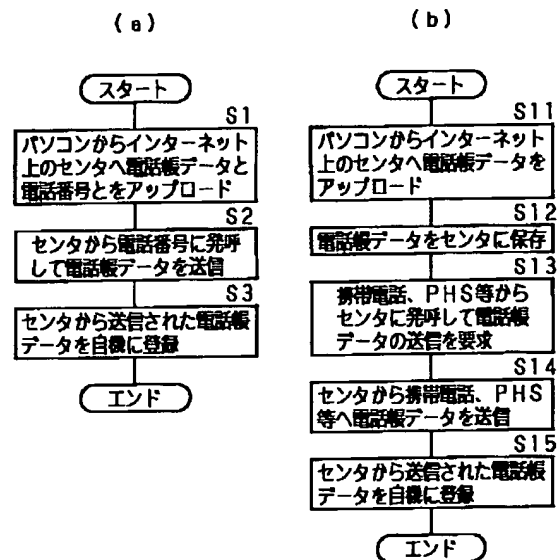 (a)
スタート
S1
パソコンからインターネット
上のセンタへ電話帳データと
電話番号とをアップロード
S2
センタから電話番号に発呼
して電話帳データを送信
S3
センタから送信された電話帳
データを自機に登録
エンド
(b)
スタート
S11
パソコンからインターネット
上のセンタへ電話帳データを
アップロード
S12
電話帳データをセンタに保存
S13
携帯電話、PHS等から
センタに発呼して電話帳
データの送信を要求
S14
センタから携帯電話、PHS
等へ電話帳データを送信
S15
センタから送信された電話帳
データを自機に登録
エンド